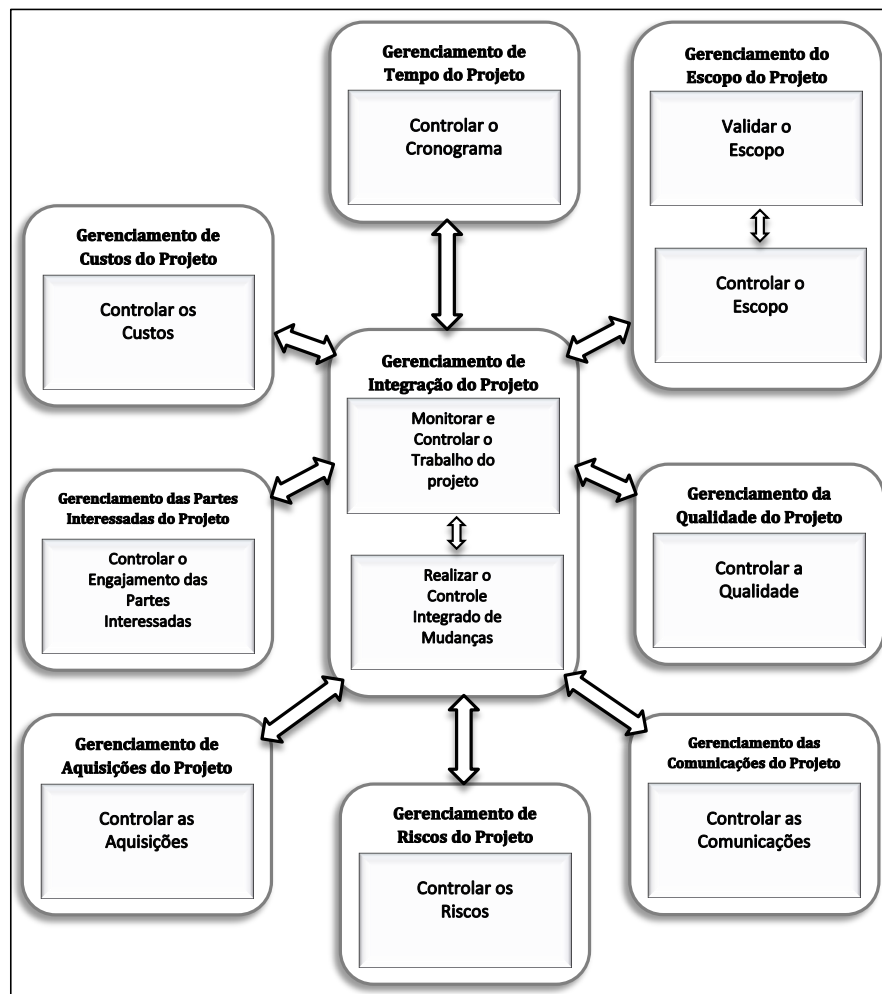 Gerenciamento de
Tempo do Projeto
Controlar o
Cronograma
Gerenciamento do
Escopo do Projeto
Validar o
Escopo
Controlar o
Escopo
Gerenciamento de
Custos do Projeto
Controlar os
Custos
Gerenciamento de
Integração do Projeto
Monitorar e
Controlar o
Trabalho do
projeto
Realizar o
Controle
Integrado de
Mudanças
Gerenciamento das Partes
Interessadas do Projeto
Controlar o
Engajamento das
Partes
Interessadas
Gerenciamento da
Qualidade do Projeto
Controlar a
Qualidade
Gerenciamento de
Aquisições do Projeto
Controlar as
Aquisições
Gerenciamento de
Riscos do Projeto
Controlar os
Riscos
Gerenciamento das
Comunicações do Projeto
Controlar as
Comunicações